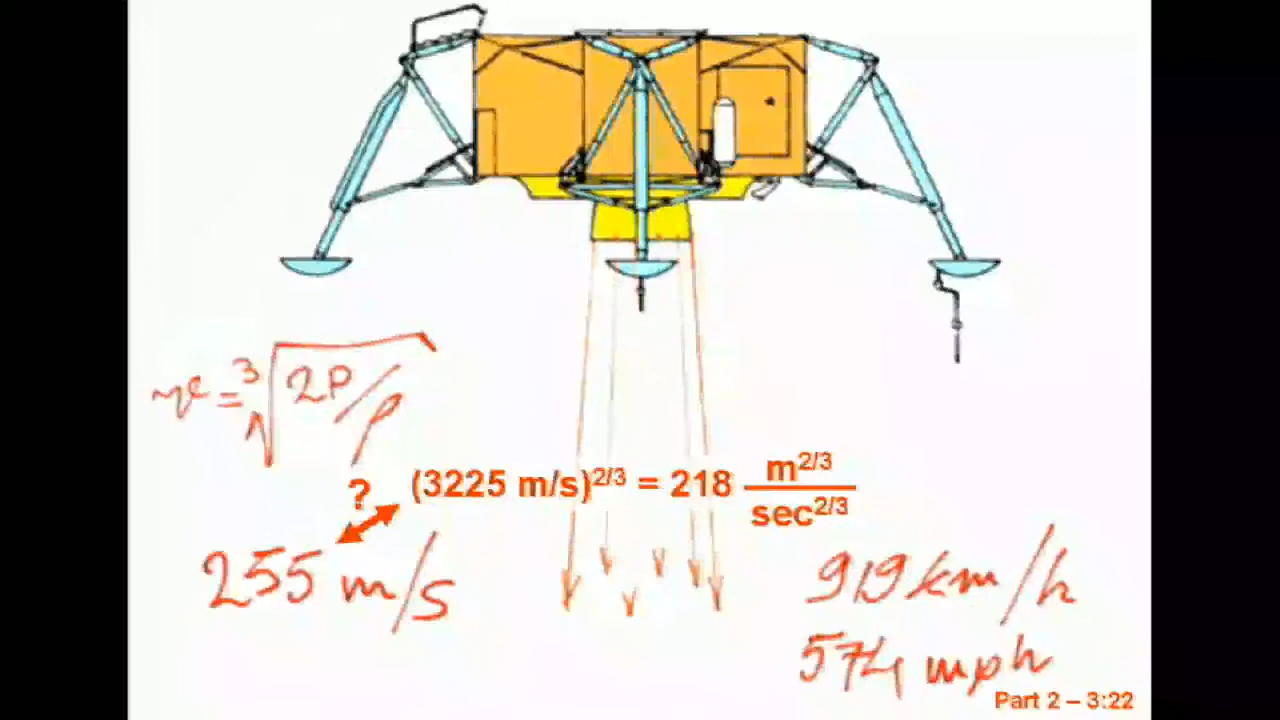 ve = ∛(2P/ρ)
? (3225 m/s)^2/3 = 218 m^2/3 / sec^2/3
255 m/s
919 km/h
574 mph
Part 2 – 3:22